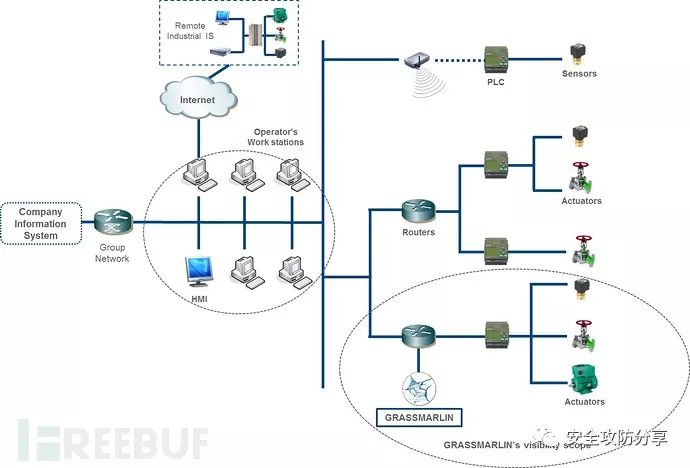 Remote
Industrial IS
Internet
Operator's
Work stations
PLC
Sensors
Company
Information
System
Group
Network
HMI
Routers
Actuators
GRASSMARLIN
Actuators
GRASSMARLIN's visibility scope
REEBUF
安全攻防分享